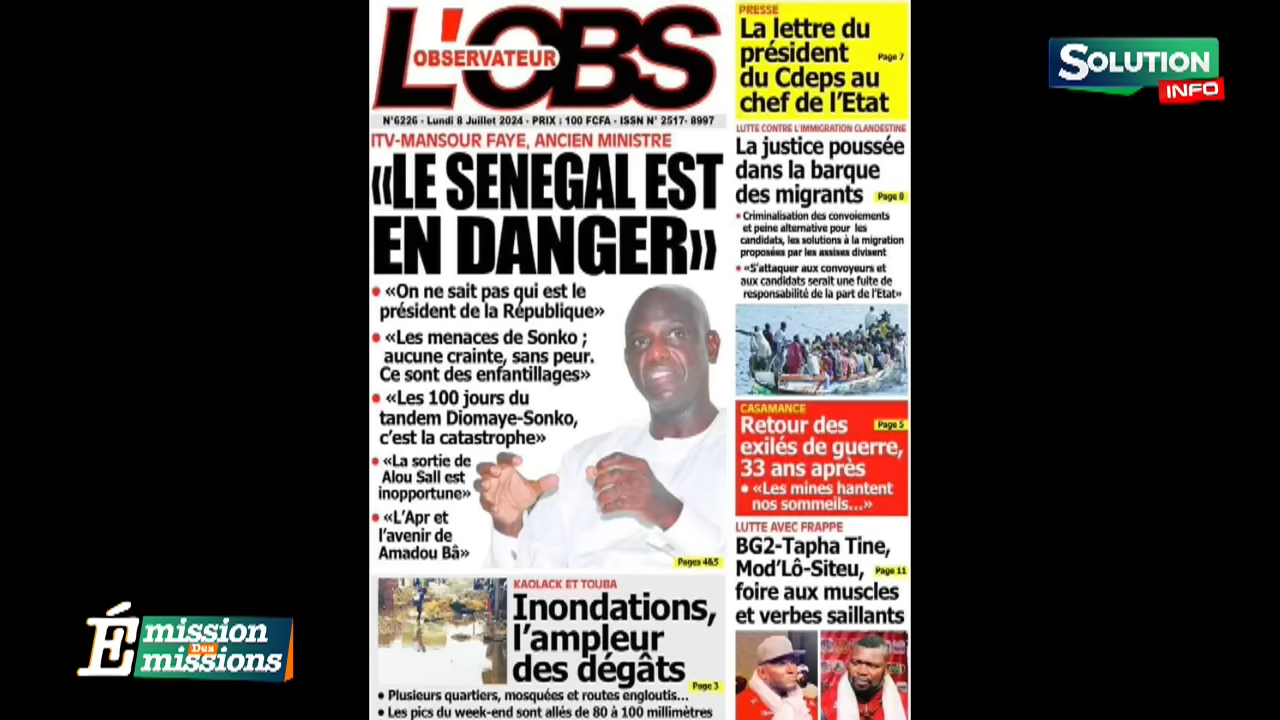 L'OBS
OBSERVATEUR
N°6226 - Lundi 8 Juillet 2024 - PRIX : 100 FCFA - ISSN N° 2517- 8997
ITV-MANSOUR FAYE, ANCIEN MINISTRE
«LE SENEGAL EST
EN DANGER»
• «On ne sait pas qui est le
président de la République»
• «Les menaces de Sonko ;
aucune crainte, sans peur.
Ce sont des enfantillages»
• «Les 100 jours du
tandem Diomaye-Sonko,
c'est la catastrophe»
• «La sortie de
Alou Sall est
inopportune»
• «L'Apr et
l'avenir de
Amadou Bâ»
Pages 4&5
KAOLACK ET TOUBA
Inondations,
l'ampleur
des dégâts
Page 3
• Plusieurs quartiers, mosquées et routes engloutis...
• Les pics du week-end sont allés de 80 à 100 millimètres
PRESSE
La lettre du
président Page 7
du Cdeps au
chef de l'Etat
LUTTE CONTRE L'IMMIGRATION CLANDESTINE
La justice poussée
dans la barque
des migrants
• Criminalisation des convoiements
et peine alternative pour les
candidats, les solutions à la migration
proposées par les assises divisent
• «S'attaquer aux convoyeurs et
aux candidats serait une fuite de
responsabilité de la part de l'Etat»
CASAMANCE
Retour des Page 5
exilés de guerre,
33 ans après
• «Les mines hantent
nos sommeils...»
LUTTE AVEC FRAPPE
BG2-Tapha Tine,
Mod'Lô-Siteu, Page 11
foire aux muscles
et verbes saillants
SOLUTION
INFO
Émission
Des
Émissions